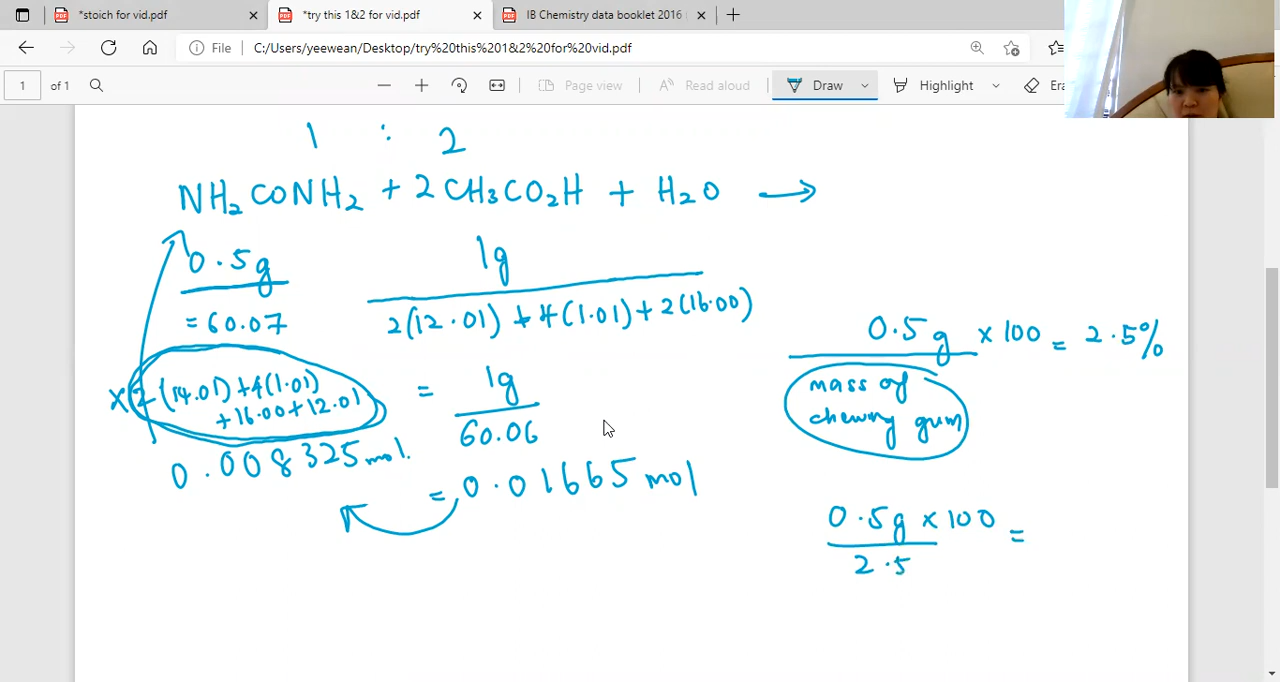 *stoich for vid.pdf
*try this 1&2 for vid.pdf
IB Chemistry data booklet 2016
File
C:/Users/yeewean/Desktop/try%20this%201&2%20for%20vid.pdf
1 of 1
Page view
Read aloud
Draw
Highlight
Era
1 : 2
NH2CONH2 + 2CH3CO2H + H2O →
0.5g
= 60.07
1g
2(12.01) + 4(1.01) + 2(16.00)
×2(14.01)+4(1.01)
+16.00+12.01
0.008325 mol.
= 1g
60.06
= 0.01665 mol
0.5g × 100 = 2.5%
mass of
chewing gum
0.5g × 100 =
2.5